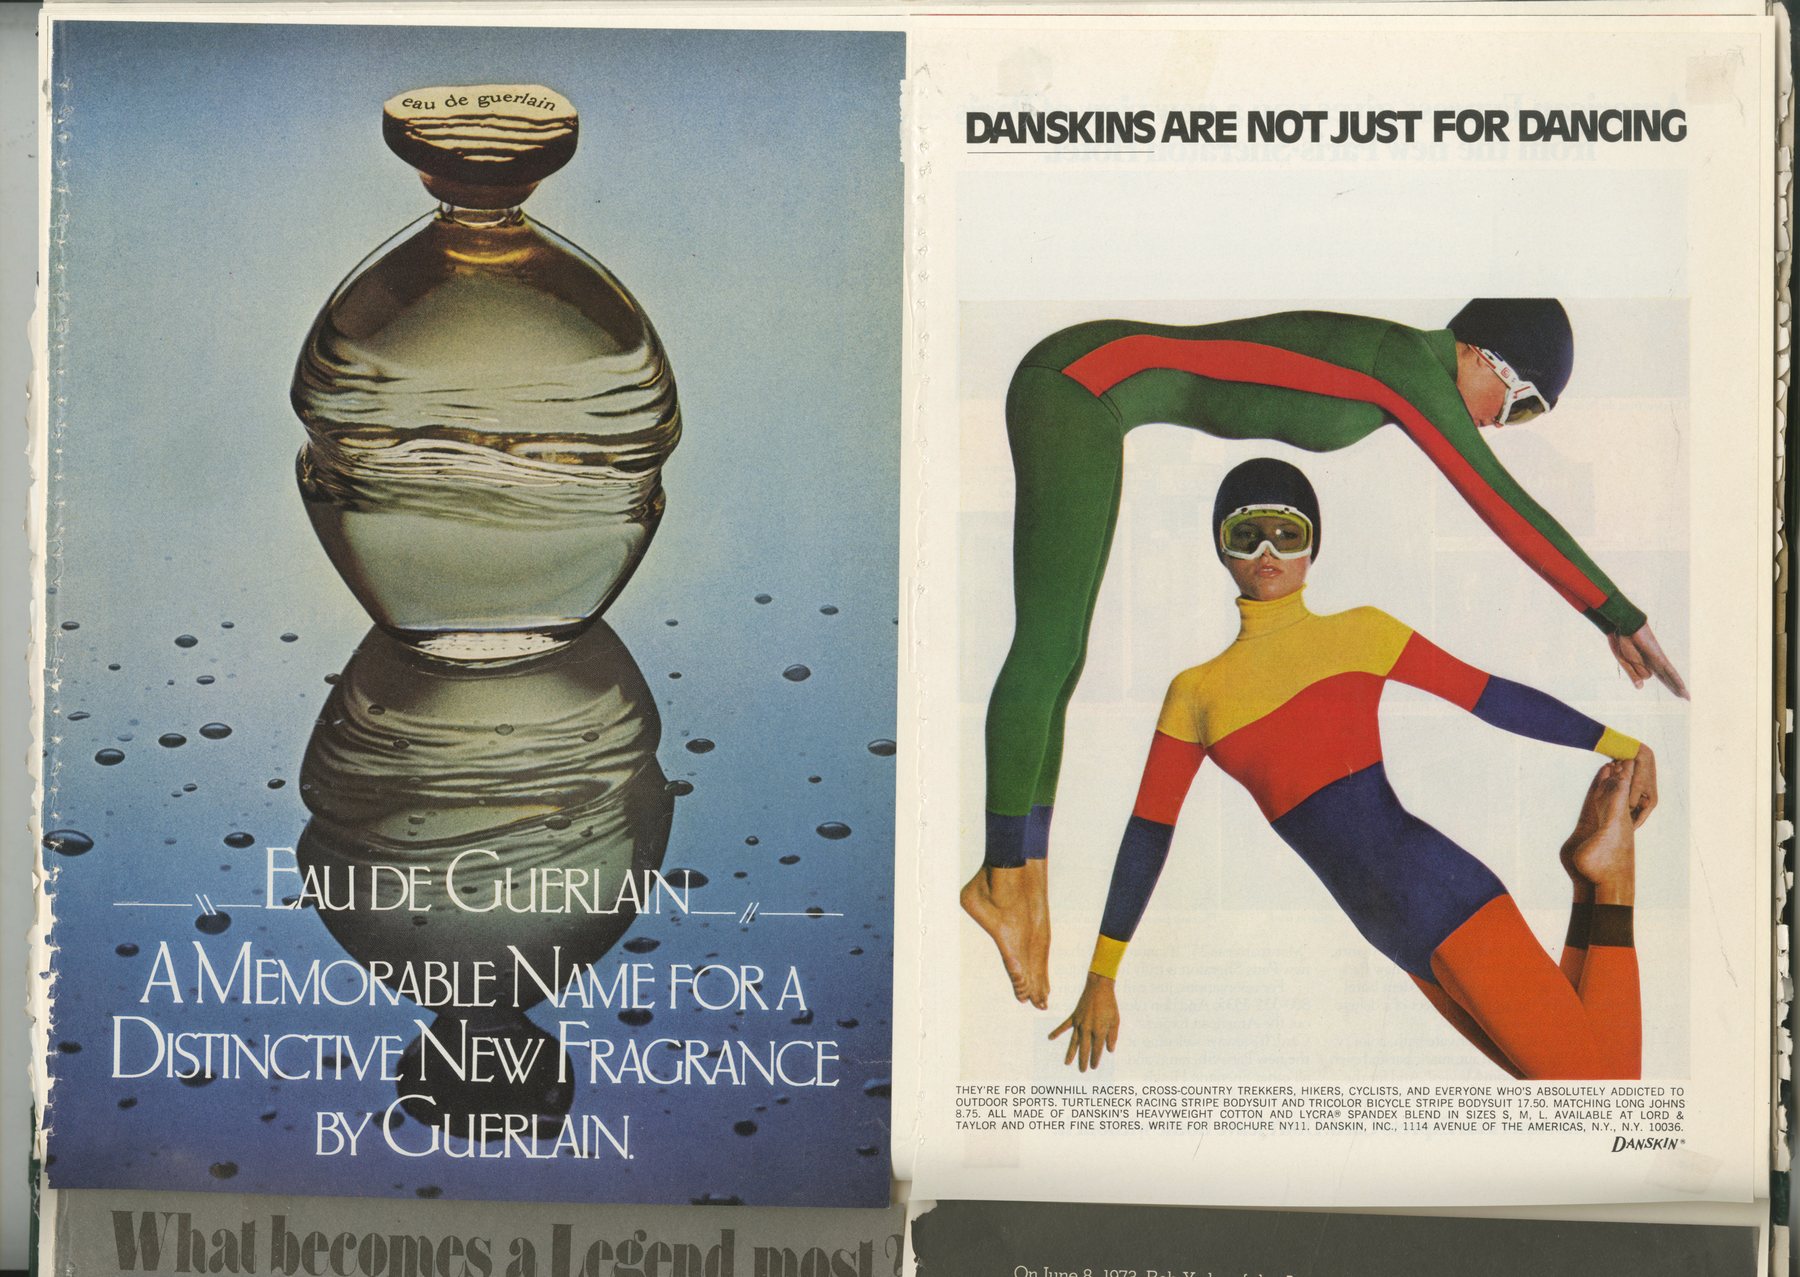 eau de guerlain
EAU DE GUERLAIN
A MEMORABLE NAME FOR A
DISTINCTIVE NEW FRAGRANCE
BY GUERLAIN.
What becomes a Legend most?
DANSKINS ARE NOT JUST FOR DANCING
THEY'RE FOR DOWNHILL RACERS, CROSS-COUNTRY TREKKERS, HIKERS, CYCLISTS, AND EVERYONE WHO'S ABSOLUTELY ADDICTED TO
OUTDOOR SPORTS. TURTLENECK RACING STRIPE BODYSUIT AND TRICOLOR BICYCLE STRIPE BODYSUIT 17.50. MATCHING LONG JOHNS
8.75. ALL MADE OF DANSKIN'S HEAVYWEIGHT COTTON AND LYCRA® SPANDEX BLEND IN SIZES S, M, L. AVAILABLE AT LORD &
TAYLOR AND OTHER FINE STORES. WRITE FOR BROCHURE NY11. DANSKIN, INC., 1114 AVENUE OF THE AMERICAS, N.Y., N.Y. 10036.
DANSKIN®
On June 8, 1973, Bob